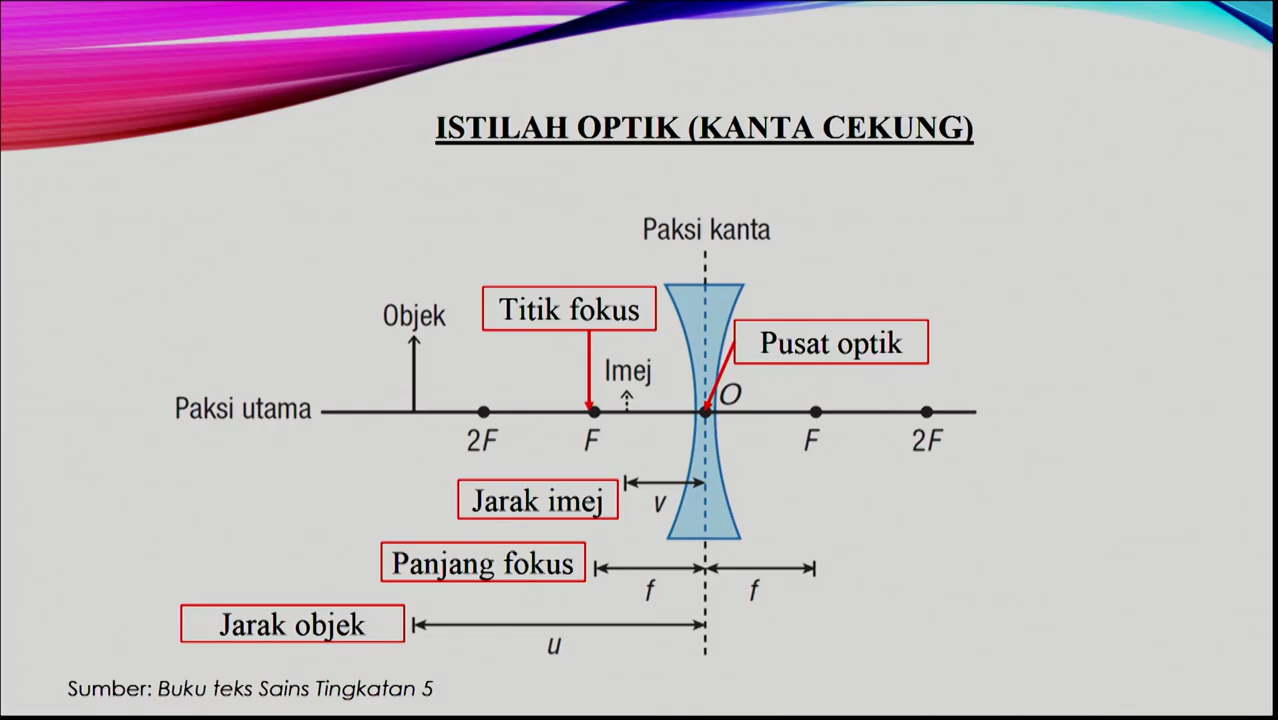 ISTILAH OPTIK (KANTA CEKUNG)
Paksi kanta
Objek
Titik fokus
Pusat optik
Imej
O
Paksi utama
2F
F
F
2F
Jarak imej
v
Panjang fokus
f
f
Jarak objek
u
Sumber: Buku teks Sains Tingkatan 5